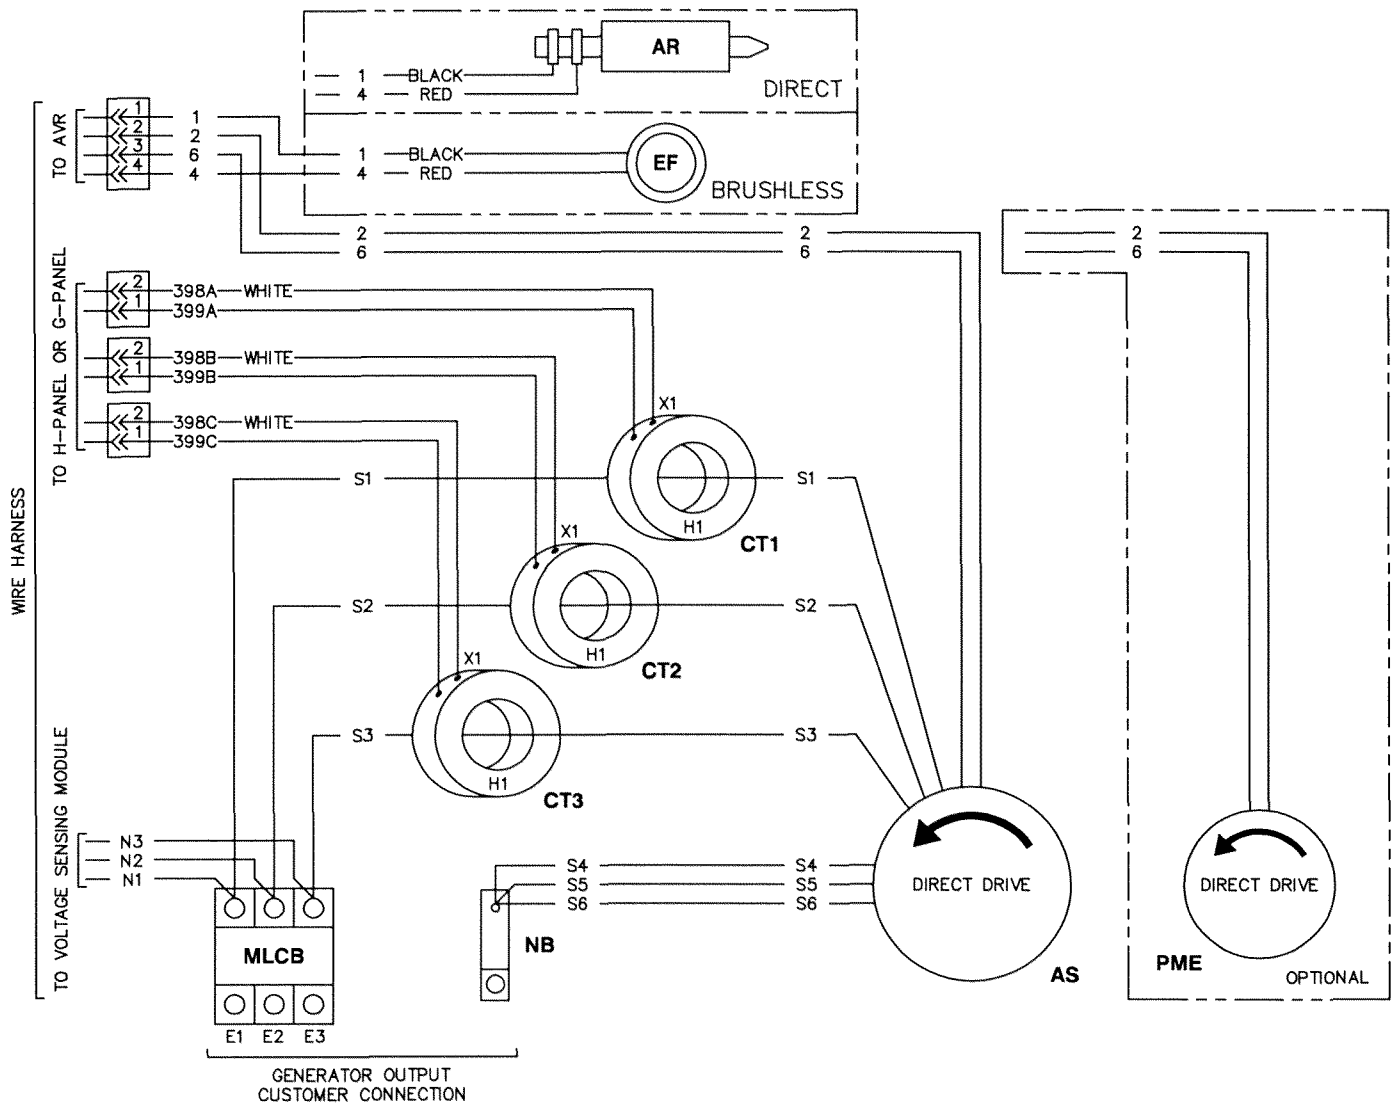 AR
1 BLACK
4 RED
DIRECT
1 1
2 2
3 6
4 4
TO AVR
1 BLACK
4 RED
EF
BRUSHLESS
2 2
6 6
2
6
TO H-PANEL OR G-PANEL
2 398A WHITE
1 399A
2 398B WHITE
1 399B
2 398C WHITE
1 399C
X1
S1 S1
H1
CT1
X1
S2 S2
H1
CT2
X1
S3 S3
H1
CT3
WIRE HARNESS
TO VOLTAGE SENSING MODULE
N3
N2
N1
MLCB
E1 E2 E3
S4 S4
S5 S5
S6 S6
NB
DIRECT DRIVE
AS
DIRECT DRIVE
PME
OPTIONAL
GENERATOR OUTPUT
CUSTOMER CONNECTION